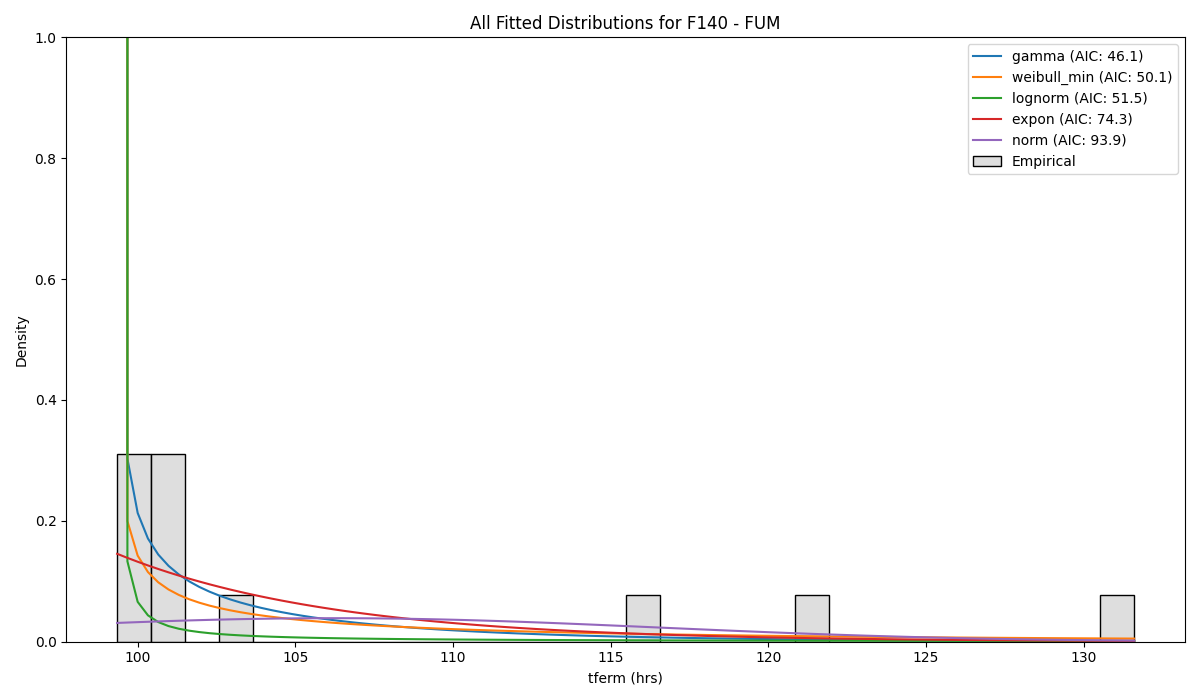 All Fitted Distributions for F140 - FUM
gamma (AIC: 46.1)
weibull_min (AIC: 50.1)
lognorm (AIC: 51.5)
expon (AIC: 74.3)
norm (AIC: 93.9)
Empirical
Density
1.0
0.8
0.6
0.4
0.2
0.0
100 105 110 115 120 125 130
tferm (hrs)